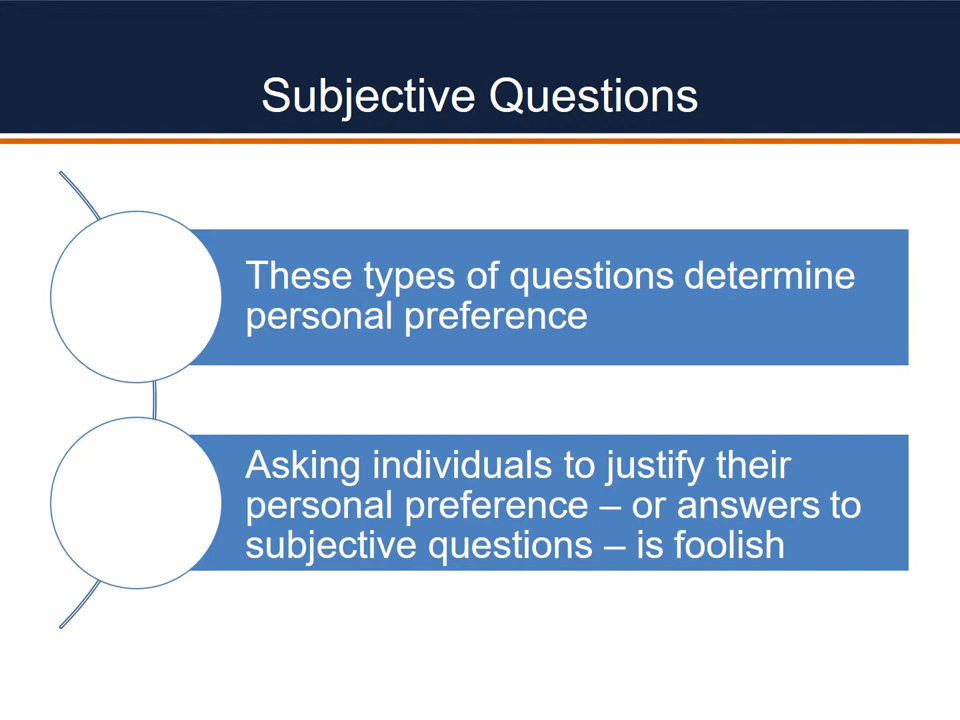 Subjective Questions
These types of questions determine
personal preference
Asking individuals to justify their
personal preference – or answers to
subjective questions – is foolish